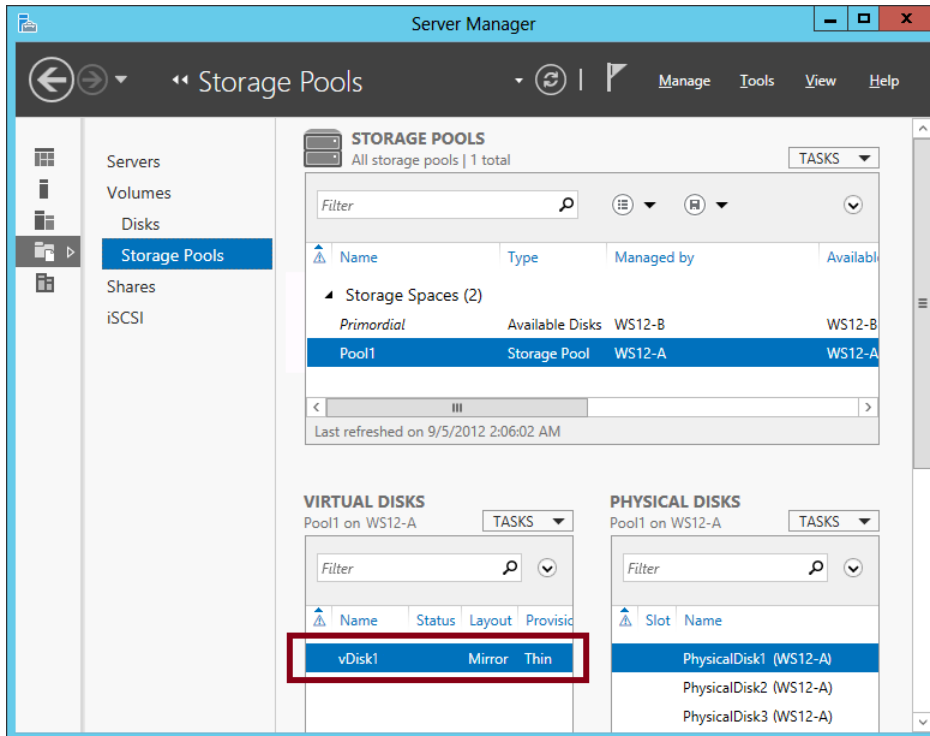 Server Manager
Storage Pools
Manage Tools View Help
Servers
Volumes
Disks
Storage Pools
Shares
iSCSI
STORAGE POOLS
All storage pools | 1 total
TASKS
Filter
Name Type Managed by Availabl
Storage Spaces (2)
Primordial Available Disks WS12-B WS12-B
Pool1 Storage Pool WS12-A WS12-A
Last refreshed on 9/5/2012 2:06:02 AM
VIRTUAL DISKS
Pool1 on WS12-A
TASKS
Filter
Name Status Layout Provisio
vDisk1 Mirror Thin
PHYSICAL DISKS
Pool1 on WS12-A
TASKS
Filter
Slot Name
PhysicalDisk1 (WS12-A)
PhysicalDisk2 (WS12-A)
PhysicalDisk3 (WS12-A)